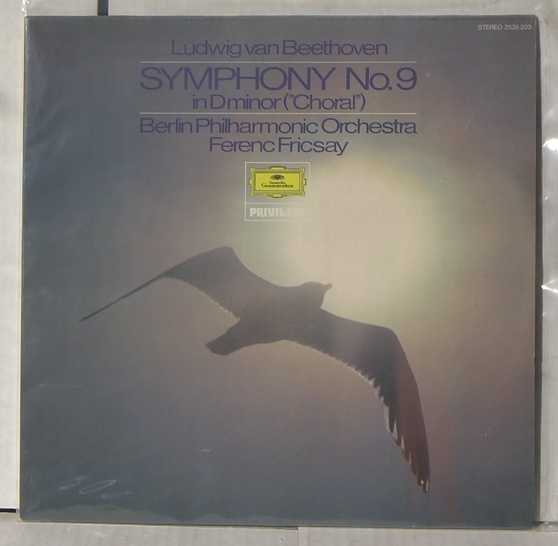 STEREO 2535 203
Ludwig van Beethoven
SYMPHONY No. 9
in D minor ("Choral")
Berlin Philharmonic Orchestra
Ferenc Fricsay
Deutsche
Grammophon